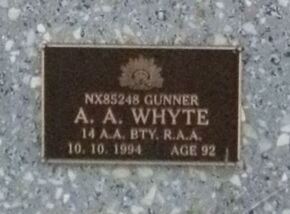 NX85248 GUNNER
A. A. WHYTE
14 A.A. BTY. R.A.A.
10. 10. 1994 AGE 92